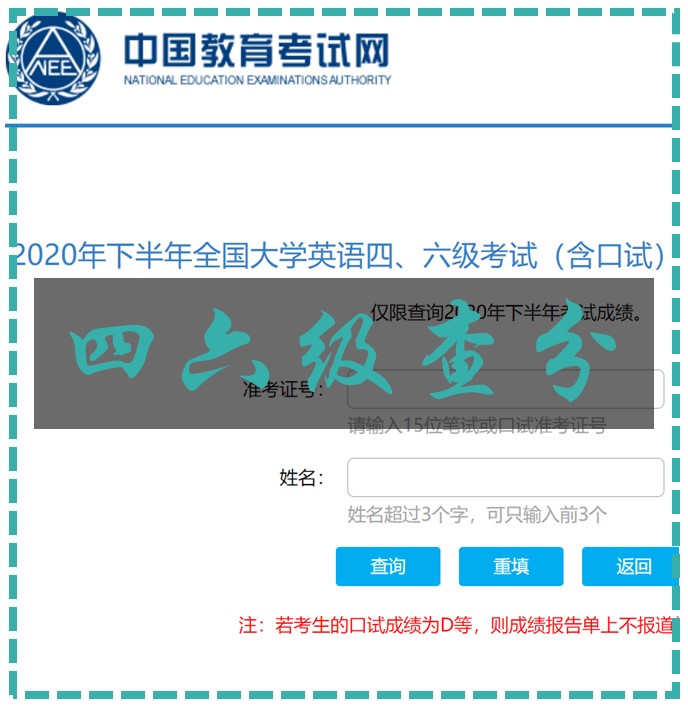 NEE
中国教育考试网
NATIONAL EDUCATION EXAMINATIONS AUTHORITY
2020年下半年全国大学英语四、六级考试（含口试）
仅限查询2020年下半年考试成绩。
四六级查分
准考证号：
请输入15位笔试或口试准考证号
姓名：
姓名超过3个字，可只输入前3个
查询 重填 返回
注：若考生的口试成绩为D等，则成绩报告单上不报道